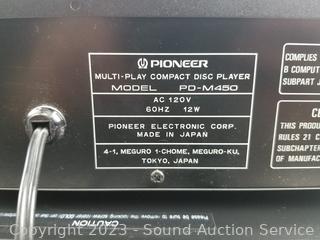 PIONEER
MULTI-PLAY COMPACT DISC PLAYER
MODEL PD-M450
AC 120V
60HZ 12W
PIONEER ELECTRONIC CORP.
MADE IN JAPAN
4-1, MEGURO 1-CHOME, MEGURO-KU,
TOKYO, JAPAN
COMPLIES
B COMPUT
SUBPART J
CE
THIS PRODU
RULES 21 C
SUBCHAPTER
OF MANUFAC
CAUTION
Copyright 2023 - Sound Auction Service